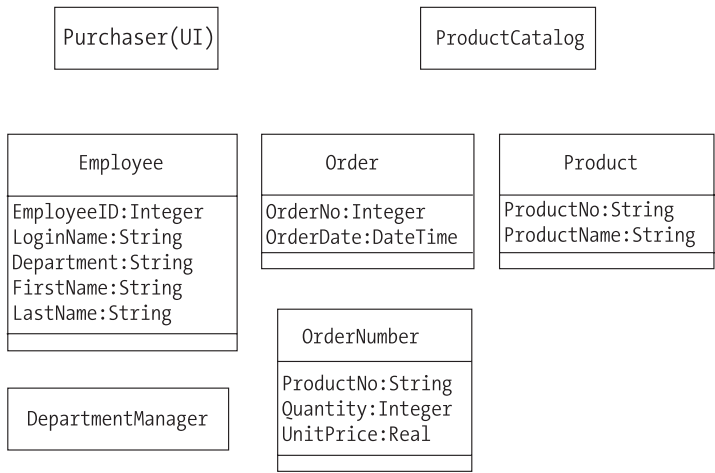 Purchaser(UI)
ProductCatalog
Employee
EmployeeID:Integer
LoginName:String
Department:String
FirstName:String
LastName:String
Order
OrderNo:Integer
OrderDate:DateTime
Product
ProductNo:String
ProductName:String
OrderNumber
ProductNo:String
Quantity:Integer
UnitPrice:Real
DepartmentManager